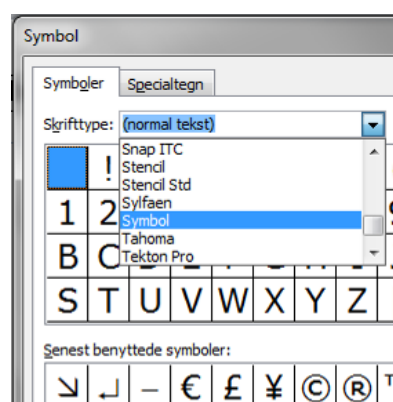 Symbol
Symboler Specialtegn
Skrifttype: (normal tekst)
Snap ITC
Stencil
Stencil Std
Sylfaen
Symbol
Tahoma
Tekton Pro
!
1 2
B C
S T U V W X Y Z
Senest benyttede symboler:
↘ ↵ – € £ ¥ © ®